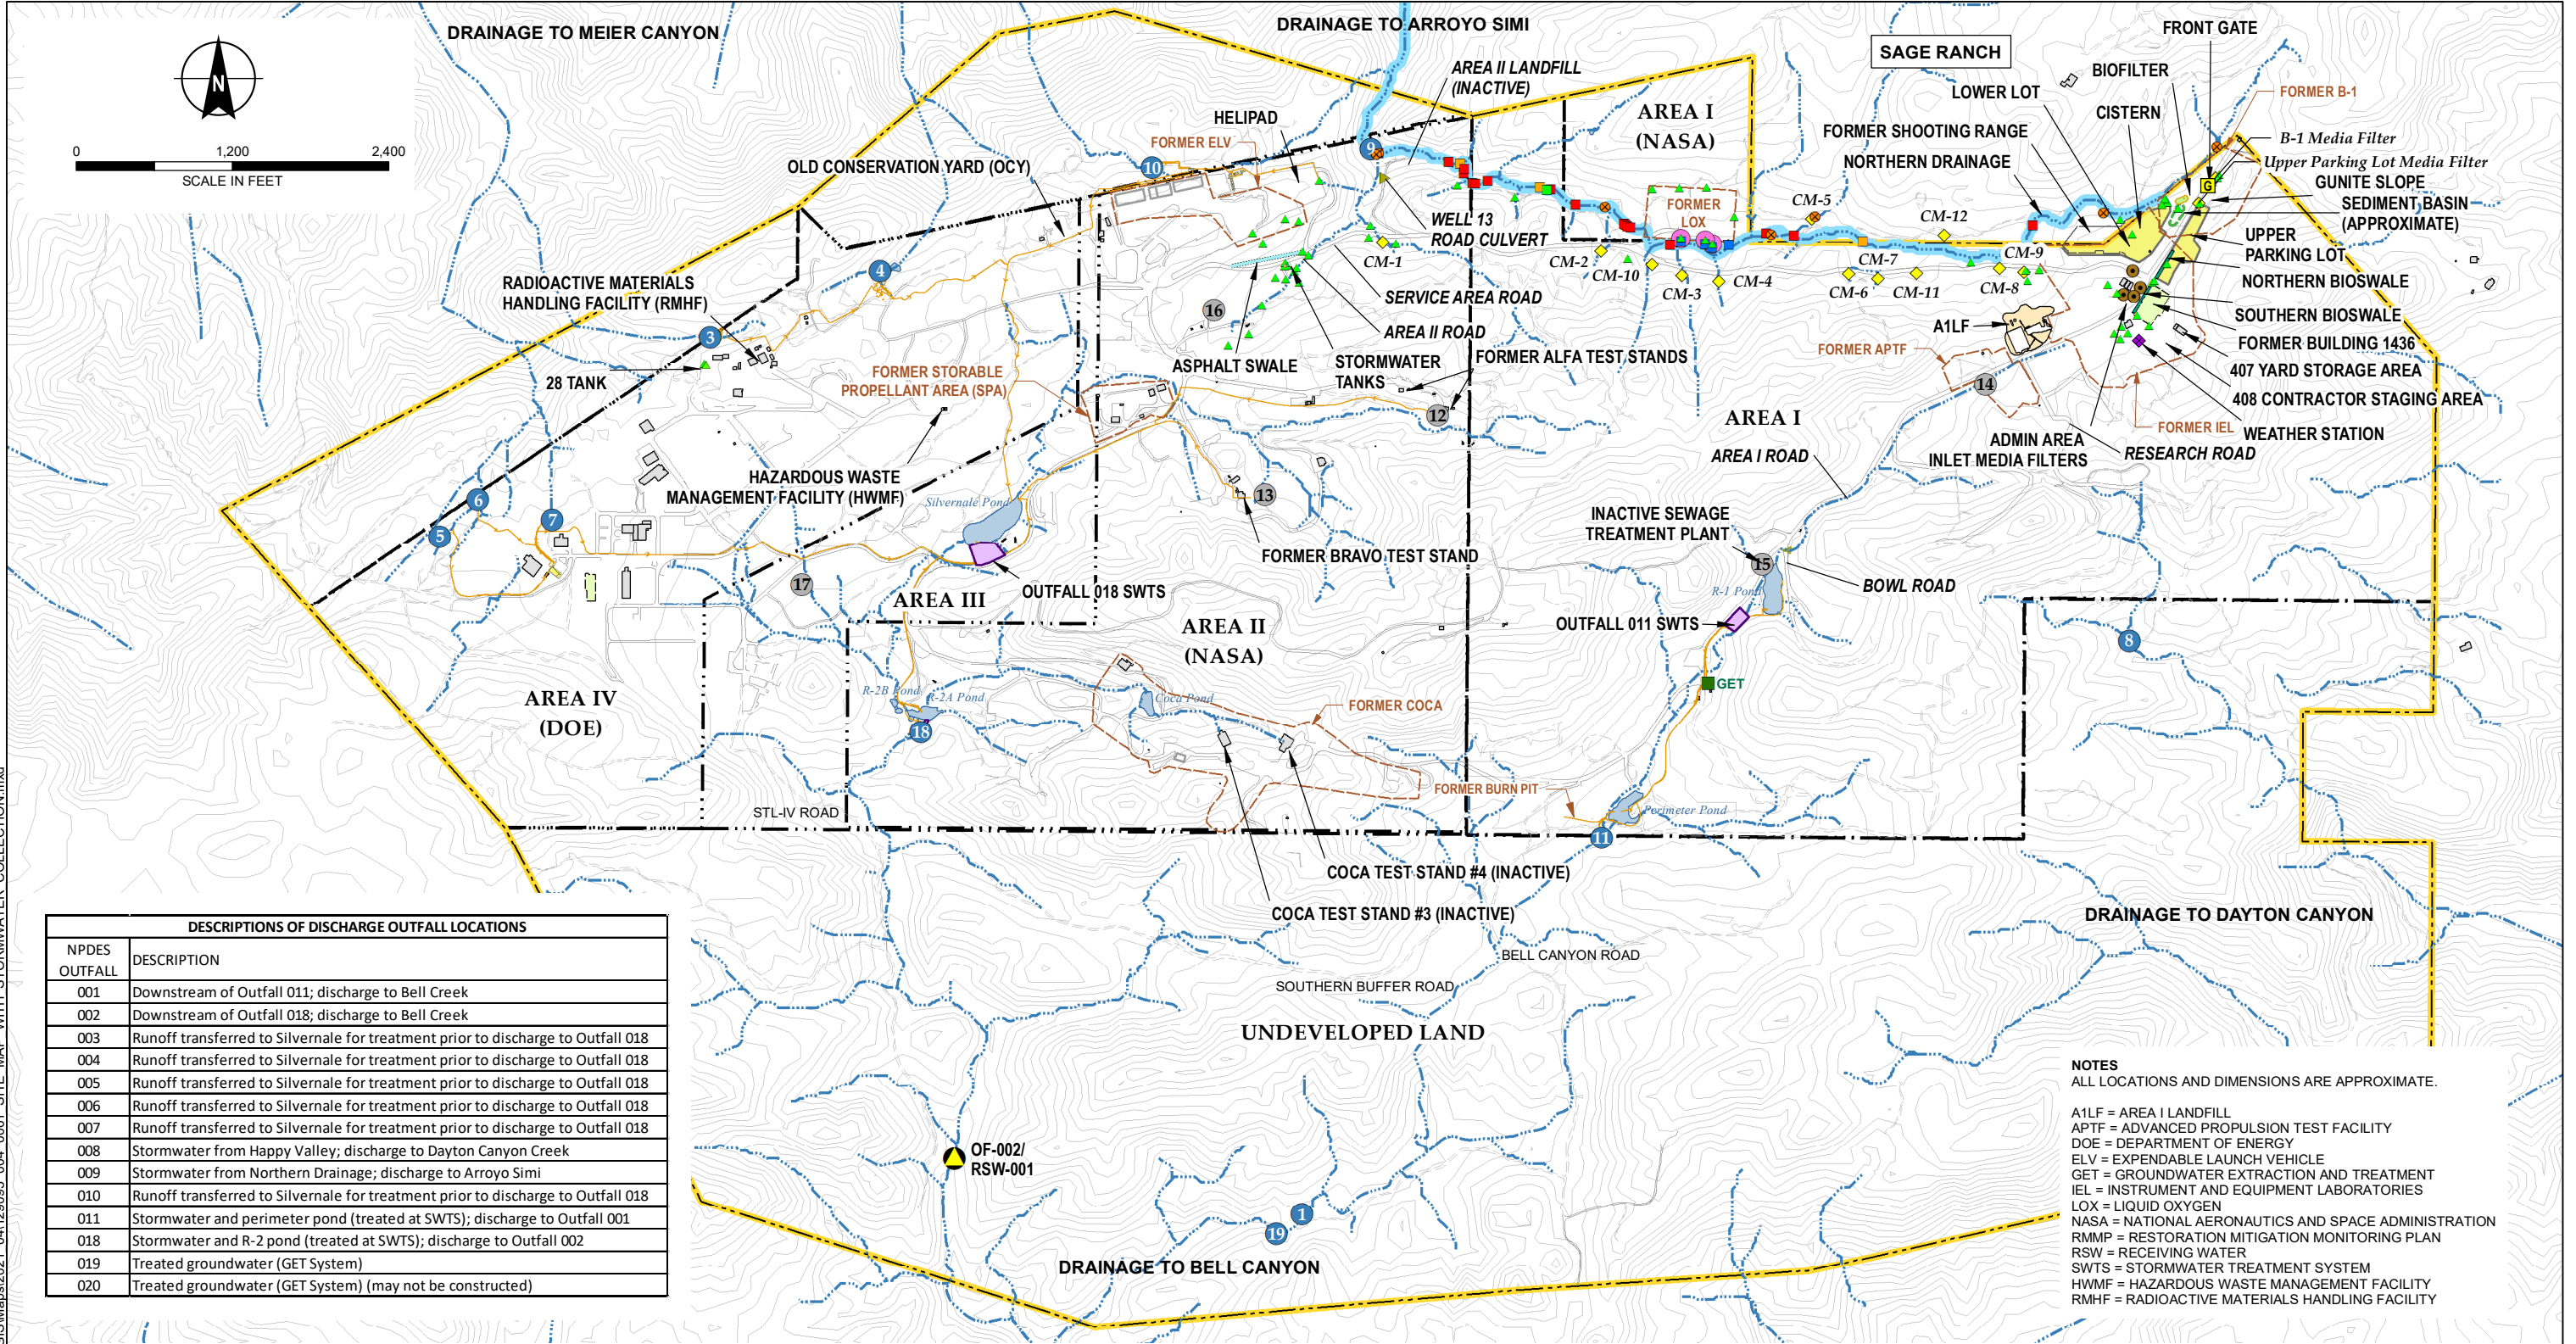 DRAINAGE TO MEIER CANYON
DRAINAGE TO ARROYO SIMI
SAGE RANCH
FRONT GATE
N
0 1,200 2,400
SCALE IN FEET
AREA II LANDFILL
(INACTIVE)
AREA I
(NASA)
BIOFILTER
LOWER LOT
CISTERN
FORMER B-1
FORMER SHOOTING RANGE
NORTHERN DRAINAGE
B-1 Media Filter
Upper Parking Lot Media Filter
G
GUNITE SLOPE
SEDIMENT BASIN
(APPROXIMATE)
UPPER
PARKING LOT
NORTHERN BIOSWALE
SOUTHERN BIOSWALE
FORMER BUILDING 1436
407 YARD STORAGE AREA
408 CONTRACTOR STAGING AREA
WEATHER STATION
FORMER IEL
ADMIN AREA
INLET MEDIA FILTERS
RESEARCH ROAD
HELIPAD
FORMER ELV
OLD CONSERVATION YARD (OCY)
10
9
WELL 13
ROAD CULVERT
FORMER
LOX
CM-1
CM-2
CM-10
CM-3
CM-4
CM-5
CM-6
CM-7
CM-11
CM-12
CM-8
CM-9
A1LF
FORMER APTF
14
RADIOACTIVE MATERIALS
HANDLING FACILITY (RMHF)
4
3
28 TANK
16
SERVICE AREA ROAD
AREA II ROAD
ASPHALT SWALE
STORMWATER
TANKS
FORMER ALFA TEST STANDS
12
FORMER STORABLE
PROPELLANT AREA (SPA)
AREA I
AREA I ROAD
HAZARDOUS WASTE
MANAGEMENT FACILITY (HWMF)
Silvernale Pond
13
FORMER BRAVO TEST STAND
6
5
7
17
OUTFALL 018 SWTS
AREA III
INACTIVE SEWAGE
TREATMENT PLANT
15
R-1 Pond
BOWL ROAD
OUTFALL 011 SWTS
8
GET
AREA II
(NASA)
AREA IV
(DOE)
R-2B Pond
R-2A Pond
18
Coca Pond
FORMER COCA
FORMER BURN PIT
Perimeter Pond
11
STL-IV ROAD
COCA TEST STAND #4 (INACTIVE)
COCA TEST STAND #3 (INACTIVE)
BELL CANYON ROAD
SOUTHERN BUFFER ROAD
UNDEVELOPED LAND
DRAINAGE TO DAYTON CANYON
OF-002/
RSW-001
1
19
DRAINAGE TO BELL CANYON
DESCRIPTIONS OF DISCHARGE OUTFALL LOCATIONS
NPDES
OUTFALL DESCRIPTION
001 Downstream of Outfall 011; discharge to Bell Creek
002 Downstream of Outfall 018; discharge to Bell Creek
003 Runoff transferred to Silvernale for treatment prior to discharge to Outfall 018
004 Runoff transferred to Silvernale for treatment prior to discharge to Outfall 018
005 Runoff transferred to Silvernale for treatment prior to discharge to Outfall 018
006 Runoff transferred to Silvernale for treatment prior to discharge to Outfall 018
007 Runoff transferred to Silvernale for treatment prior to discharge to Outfall 018
008 Stormwater from Happy Valley; discharge to Dayton Canyon Creek
009 Stormwater from Northern Drainage; discharge to Arroyo Simi
010 Runoff transferred to Silvernale for treatment prior to discharge to Outfall 018
011 Stormwater and perimeter pond (treated at SWTS); discharge to Outfall 001
018 Stormwater and R-2 pond (treated at SWTS); discharge to Outfall 002
019 Treated groundwater (GET System)
020 Treated groundwater (GET System) (may not be constructed)
NOTES
ALL LOCATIONS AND DIMENSIONS ARE APPROXIMATE.
A1LF = AREA I LANDFILL
APTF = ADVANCED PROPULSION TEST FACILITY
DOE = DEPARTMENT OF ENERGY
ELV = EXPENDABLE LAUNCH VEHICLE
GET = GROUNDWATER EXTRACTION AND TREATMENT
IEL = INSTRUMENT AND EQUIPMENT LABORATORIES
LOX = LIQUID OXYGEN
NASA = NATIONAL AERONAUTICS AND SPACE ADMINISTRATION
RMMP = RESTORATION MITIGATION MONITORING PLAN
RSW = RECEIVING WATER
SWTS = STORMWATER TREATMENT SYSTEM
HWMF = HAZARDOUS WASTE MANAGEMENT FACILITY
RMHF = RADIOACTIVE MATERIALS HANDLING FACILITY